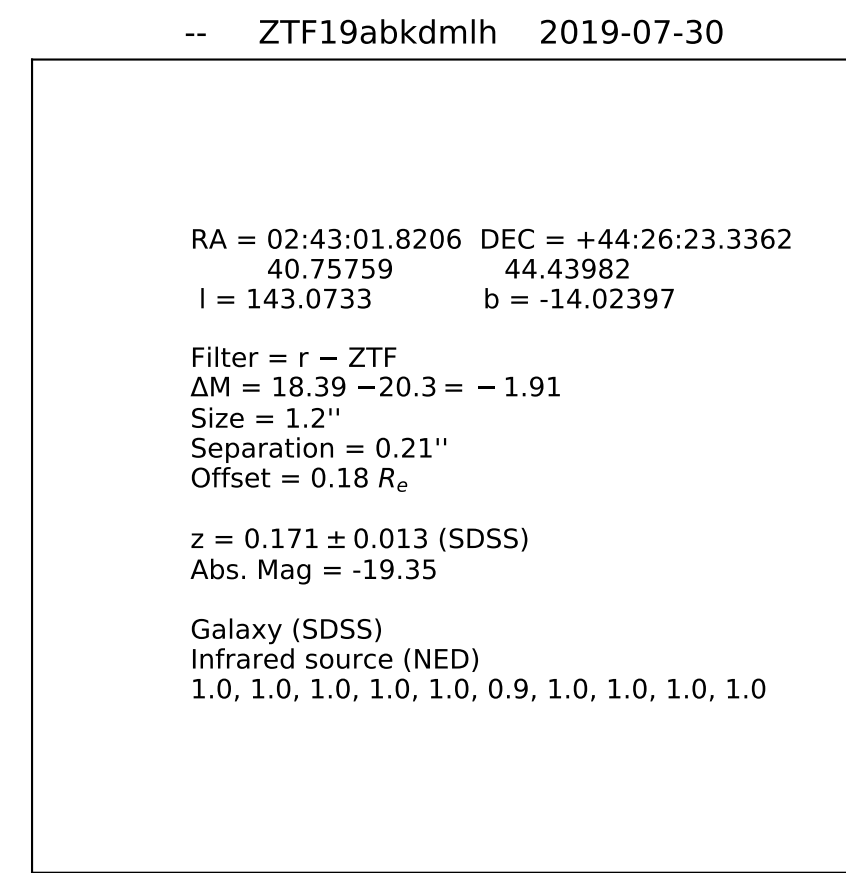 -- ZTF19abkdmlh 2019-07-30
RA = 02:43:01.8206 DEC = +44:26:23.3362
40.75759 44.43982
l = 143.0733 b = -14.02397
Filter = r − ZTF
ΔM = 18.39 −20.3 = − 1.91
Size = 1.2''
Separation = 0.21''
Offset = 0.18 Re
z = 0.171 ± 0.013 (SDSS)
Abs. Mag = -19.35
Galaxy (SDSS)
Infrared source (NED)
1.0, 1.0, 1.0, 1.0, 1.0, 0.9, 1.0, 1.0, 1.0, 1.0